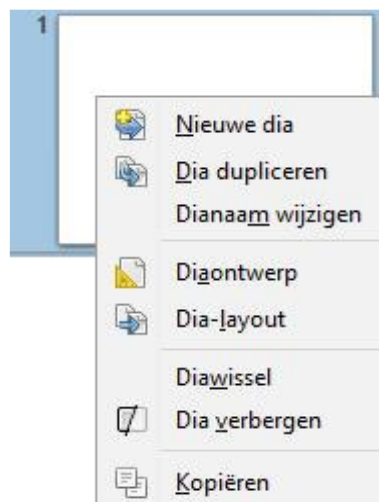 1
Nieuwe dia
Dia dupliceren
Dianaam wijzigen
Diaontwerp
Dia-layout
Diawissel
Dia verbergen
Kopiëren